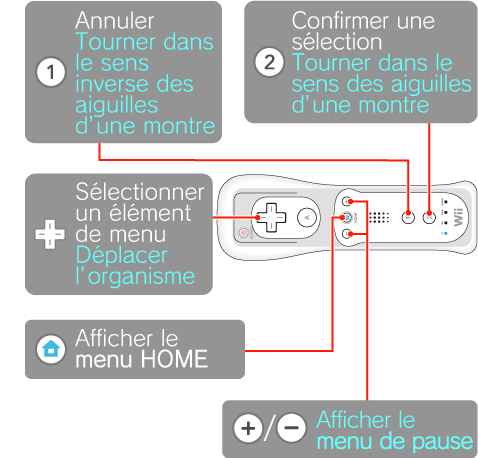 Annuler
Tourner dans
le sens
inverse des
aiguilles
d'une montre
1
Confirmer une
sélection
Tourner dans le
sens des aiguilles
d'une montre
2
Sélectionner
un élément
de menu
Déplacer
l'organisme
A
Wii
Afficher le
menu HOME
+/−
Afficher le
menu de pause